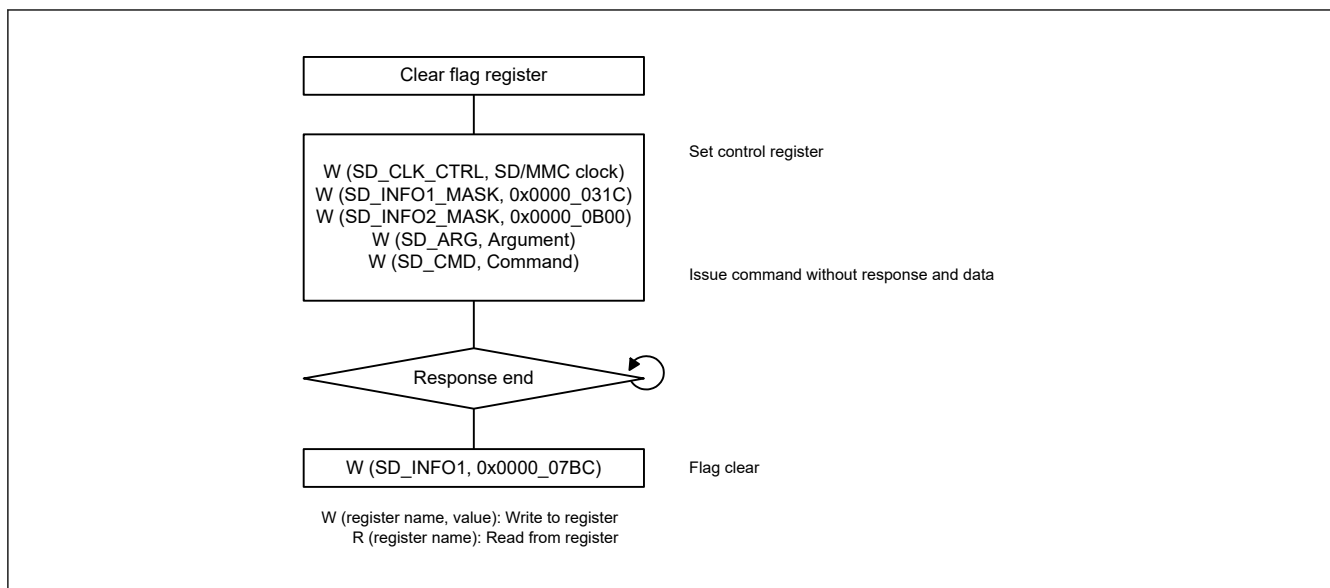 Clear flag register
Set control register
W (SD_CLK_CTRL, SD/MMC clock)
W (SD_INFO1_MASK, 0x0000_031C)
W (SD_INFO2_MASK, 0x0000_0B00)
W (SD_ARG, Argument)
W (SD_CMD, Command)
Issue command without response and data
Response end
W (SD_INFO1, 0x0000_07BC)
Flag clear
W (register name, value): Write to register
R (register name): Read from register